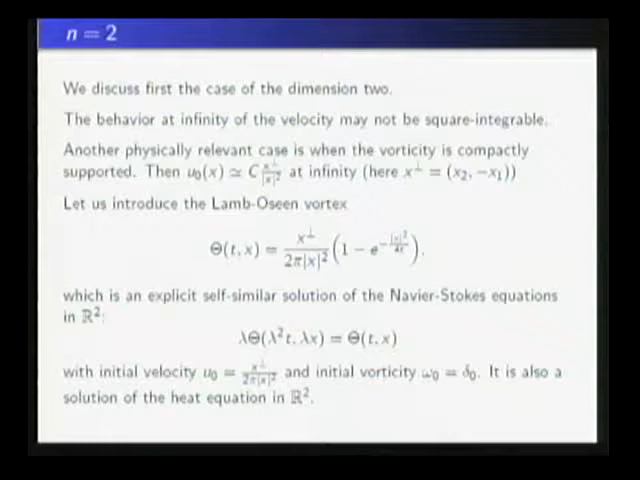 n = 2
We discuss first the case of the dimension two.
The behavior at infinity of the velocity may not be square-integrable.
Another physically relevant case is when the vorticity is compactly
supported. Then u₀(x) ≃ C x^⊥/|x|² at infinity (here x^⊥ = (x₂, −x₁))
Let us introduce the Lamb-Oseen vortex
Θ(t, x) = x^⊥/(2π|x|²) (1 − e^{−|x|²/4t}),
which is an explicit self-similar solution of the Navier-Stokes equations
in ℝ²:
λΘ(λ²t, λx) = Θ(t, x)
with initial velocity u₀ = x^⊥/(2π|x|²) and initial vorticity ω₀ = δ₀. It is also a
solution of the heat equation in ℝ².